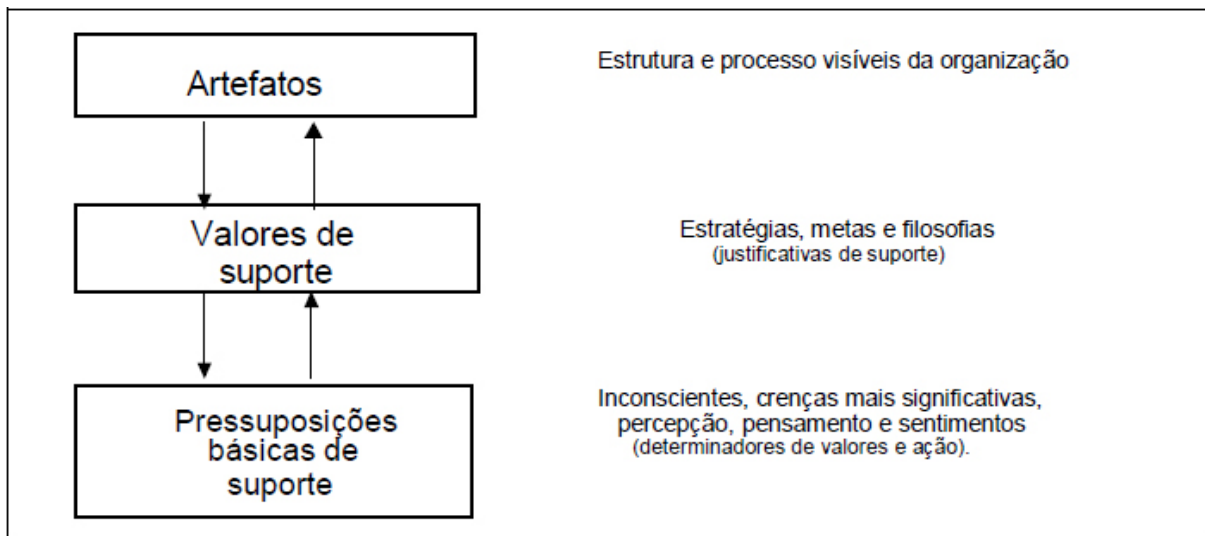 Artefatos
Estrutura e processo visíveis da organização
Valores de
suporte
Estratégias, metas e filosofias
(justificativas de suporte)
Pressuposições
básicas de
suporte
Inconscientes, crenças mais significativas,
percepção, pensamento e sentimentos
(determinadores de valores e ação).